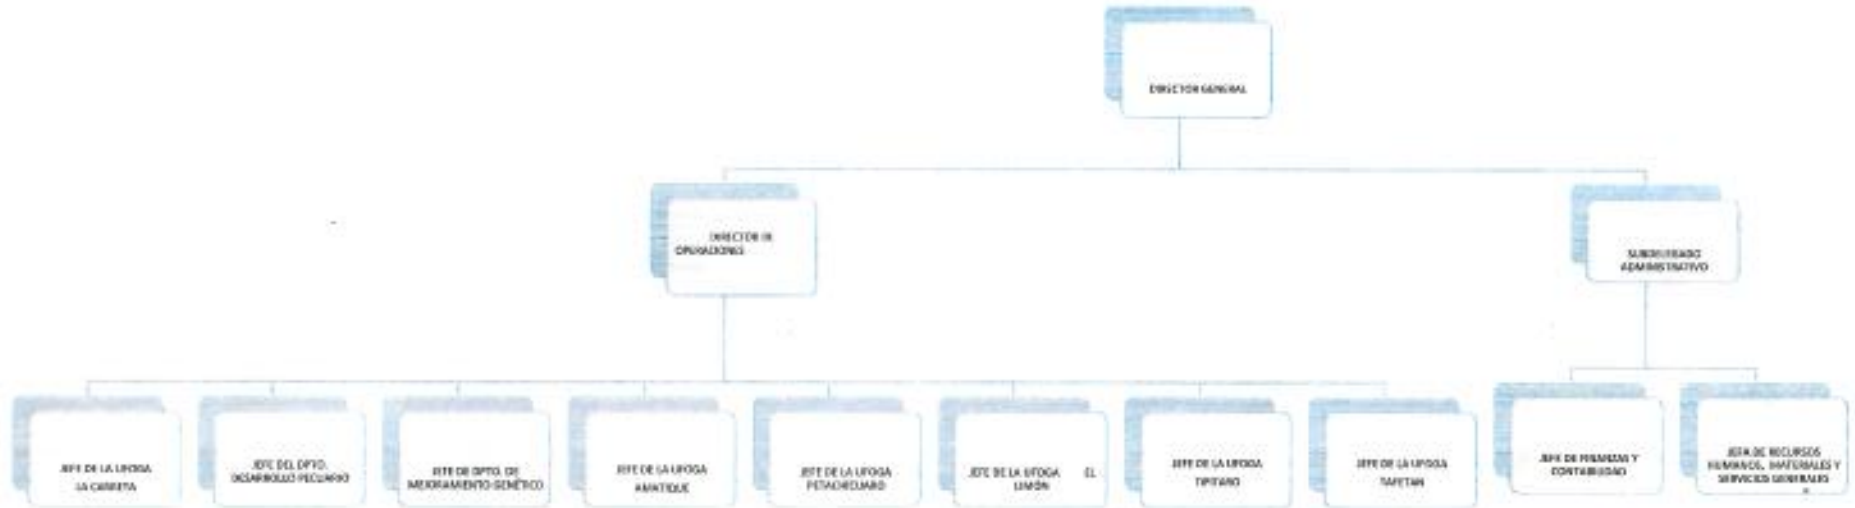 DIRECTOR GENERAL
DIRECTOR DE
OPERACIONES
SUBDELEGADO
ADMINISTRATIVO
JEFE DE LA UFOGA
LA CARRETA
JEFE DEL DPTO.
DESARROLLO PECUARIO
JEFE DE DPTO. DE
MEJORAMIENTO GENÉTICO
JEFE DE LA UFOGA
AMATIQUE
JEFE DE LA UFOGA
PETACHECUARO
JEFE DE LA UFOGA EL
LIMÓN
JEFE DE LA UFOGA
TIPITARO
JEFE DE LA UFOGA
TAFETAN
JEFE DE FINANZAS Y
CONTABILIDAD
JEFA DE RECURSOS
HUMANOS, MATERIALES Y
SERVICIOS GENERALES